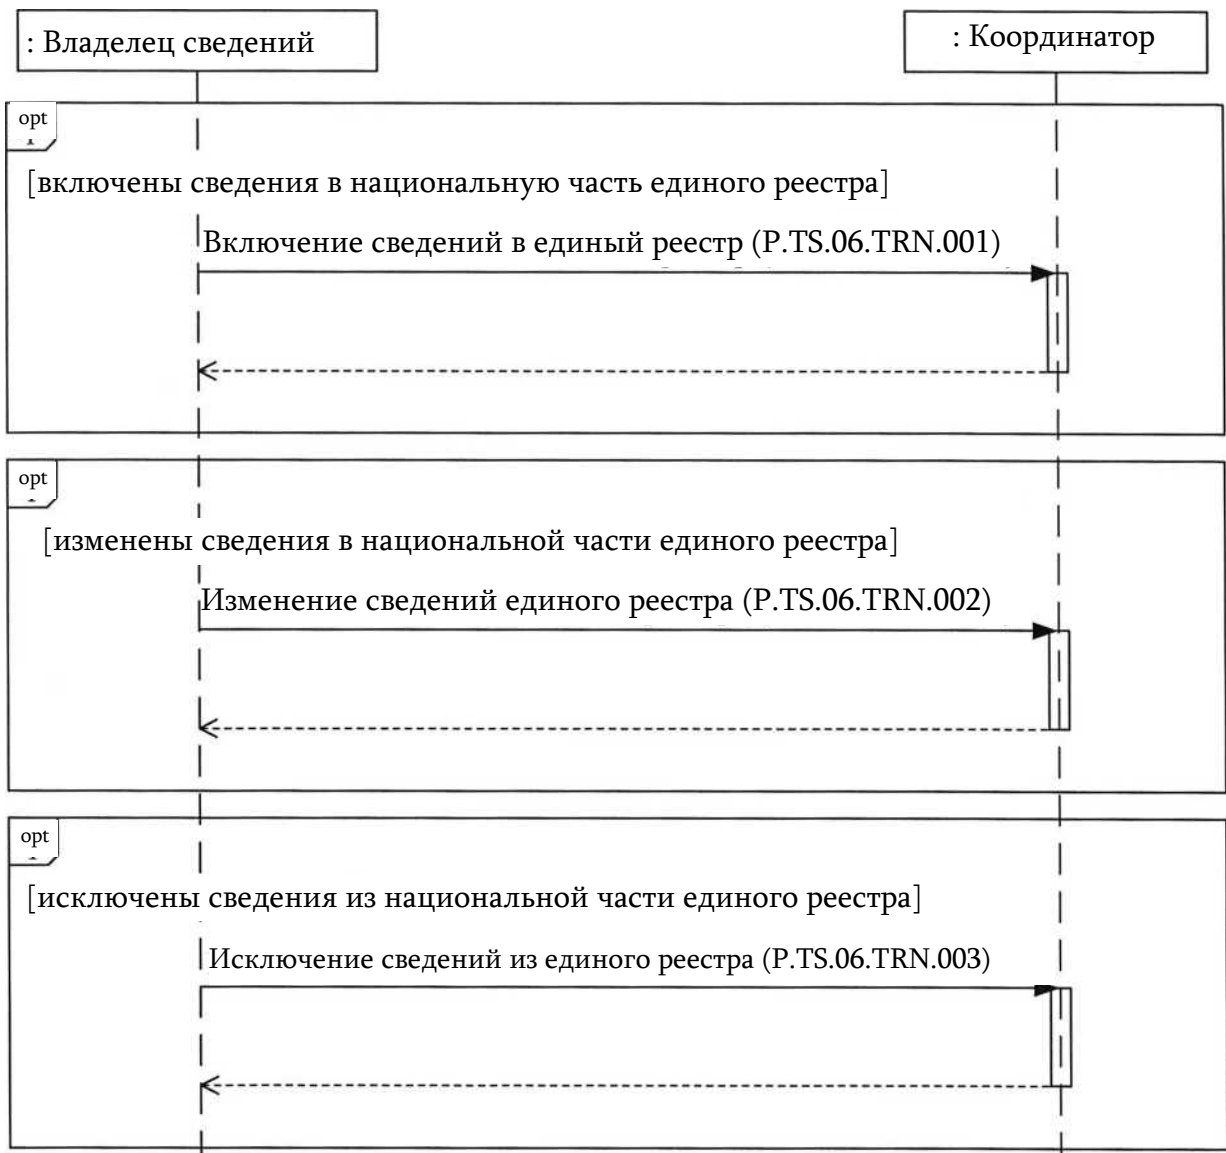 : Владелец сведений
: Координатор
opt
[включены сведения в национальную часть единого реестра]
Включение сведений в единый реестр (P.TS.06.TRN.001)
opt
[изменены сведения в национальной части единого реестра]
Изменение сведений единого реестра (P.TS.06.TRN.002)
opt
[исключены сведения из национальной части единого реестра]
Исключение сведений из единого реестра (P.TS.06.TRN.003)